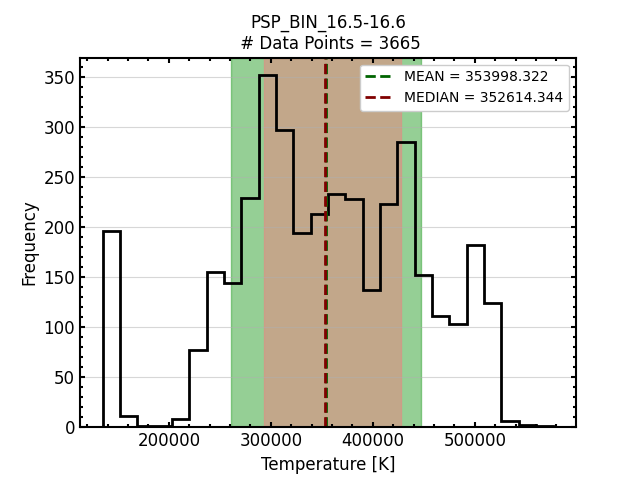 PSP_BIN_16.5-16.6
# Data Points = 3665
MEAN = 353998.322
MEDIAN = 352614.344
Frequency
350
300
250
200
150
100
50
0
200000 300000 400000 500000
Temperature [K]